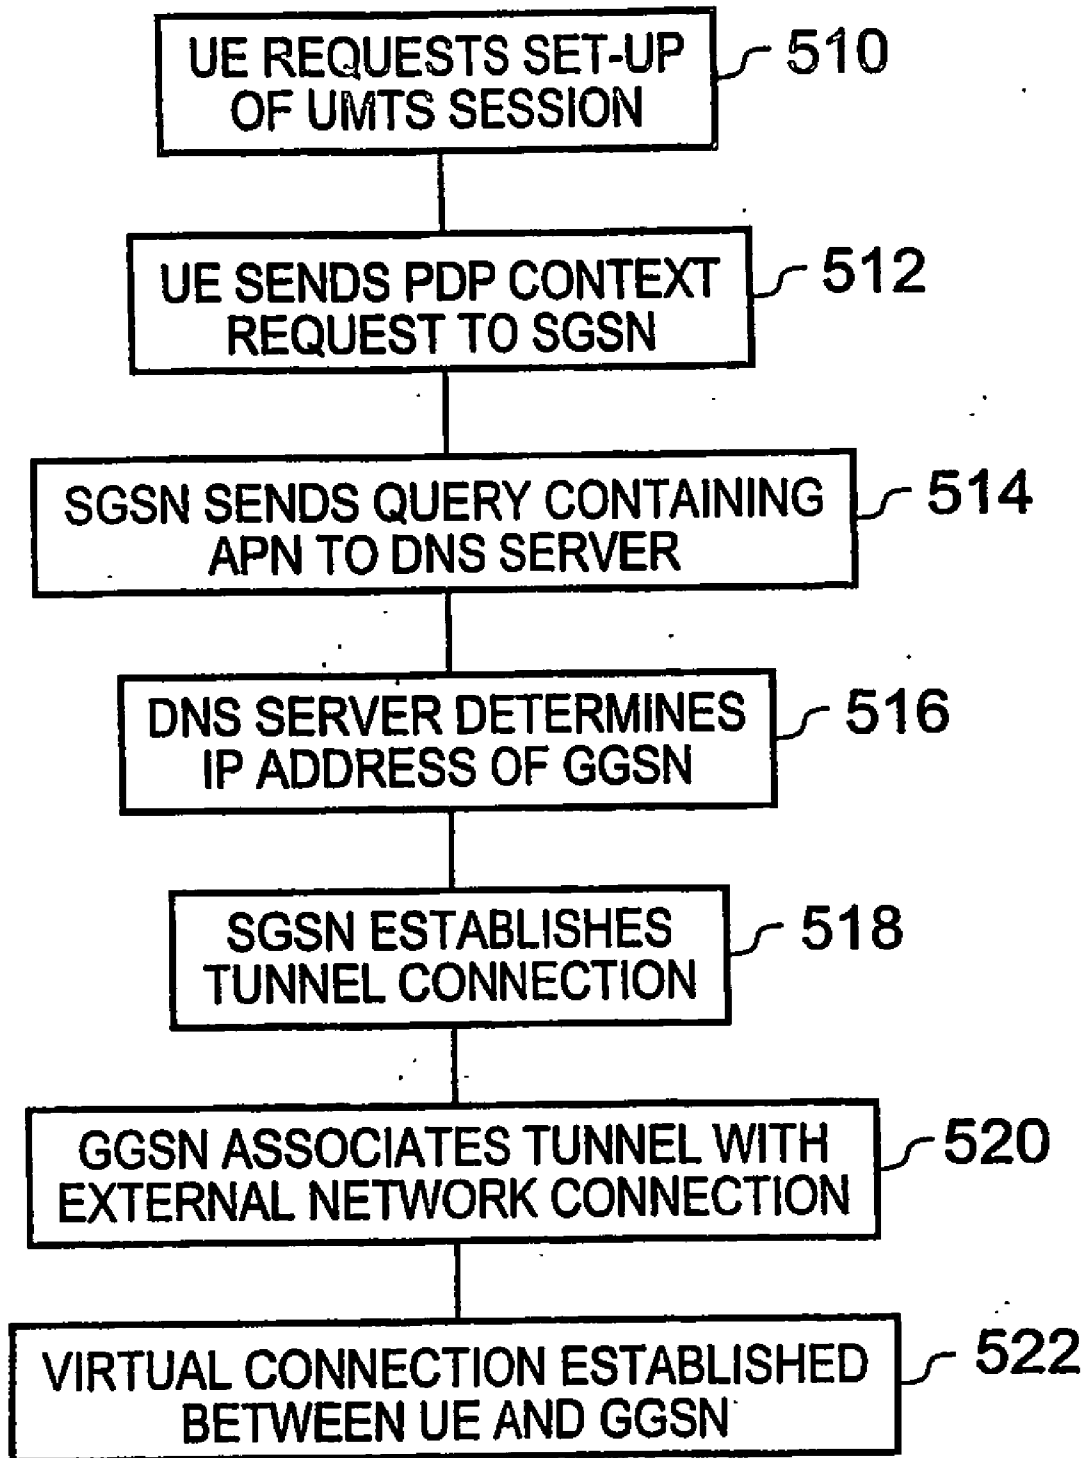 UE REQUESTS SET-UP
OF UMTS SESSION
510
UE SENDS PDP CONTEXT
REQUEST TO SGSN
512
SGSN SENDS QUERY CONTAINING
APN TO DNS SERVER
514
DNS SERVER DETERMINES
IP ADDRESS OF GGSN
516
SGSN ESTABLISHES
TUNNEL CONNECTION
518
GGSN ASSOCIATES TUNNEL WITH
EXTERNAL NETWORK CONNECTION
520
VIRTUAL CONNECTION ESTABLISHED
BETWEEN UE AND GGSN
522